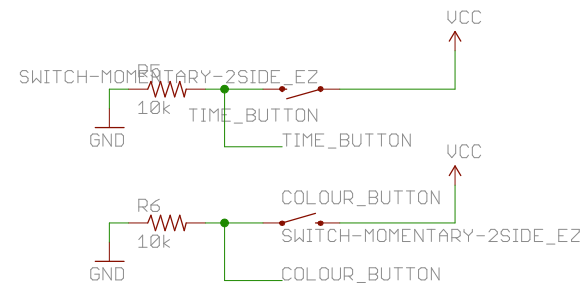 VCC
R5
SWITCH-MOMENTARY-2SIDE_EZ
10k
TIME_BUTTON
GND
TIME_BUTTON
VCC
COLOUR_BUTTON
R6
10k
SWITCH-MOMENTARY-2SIDE_EZ
GND
COLOUR_BUTTON